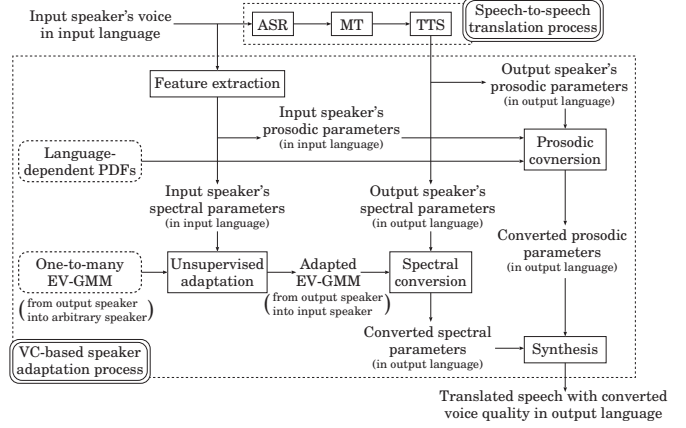 Input speaker's voice
in input language
ASR
MT
TTS
Speech-to-speech
translation process
Feature extraction
Output speaker's
prosodic parameters
(in output language)
Input speaker's
prosodic parameters
(in input language)
Prosodic
covnersion
Language-
dependent PDFs
Input speaker's
spectral parameters
(in input language)
Output speaker's
spectral parameters
(in output language)
Converted prosodic
parameters
(in output language)
One-to-many
EV-GMM
(from output speaker
into arbitrary speaker)
Unsupervised
adaptation
Adapted
EV-GMM
(from output speaker
into input speaker)
Spectral
conversion
Converted spectral
parameters
(in output language)
Synthesis
VC-based speaker
adaptation process
Translated speech with converted
voice quality in output language